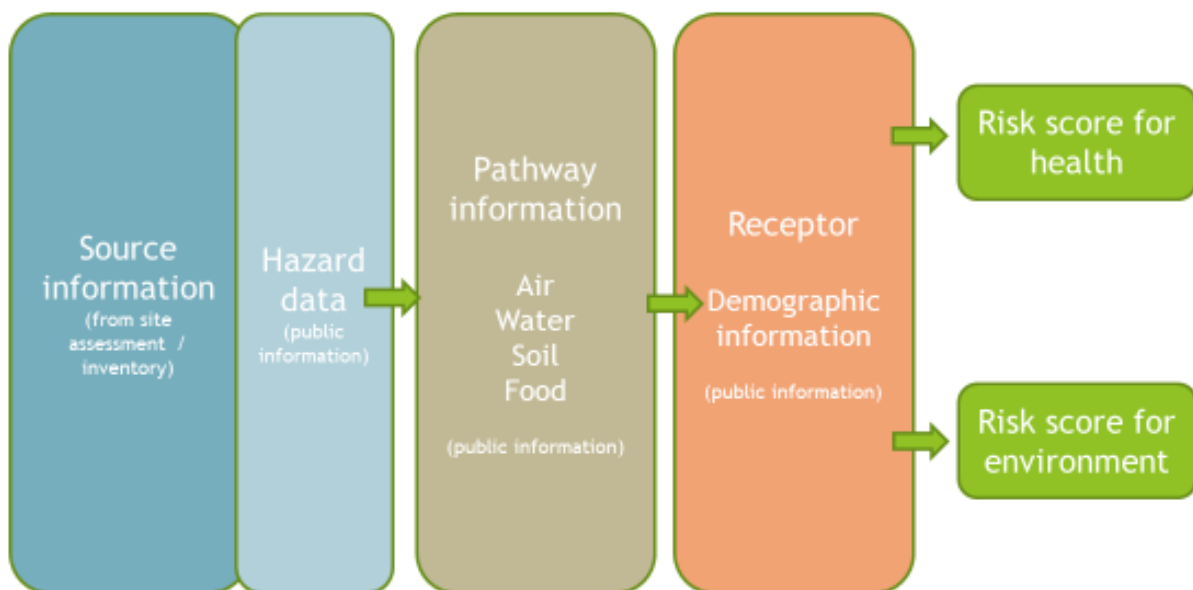 Source
information
(from site
assessment /
inventory)
Hazard
data
(public
information)
Pathway
information
Air
Water
Soil
Food
(public information)
Receptor
Demographic
information
(public information)
Risk score for
health
Risk score for
environment